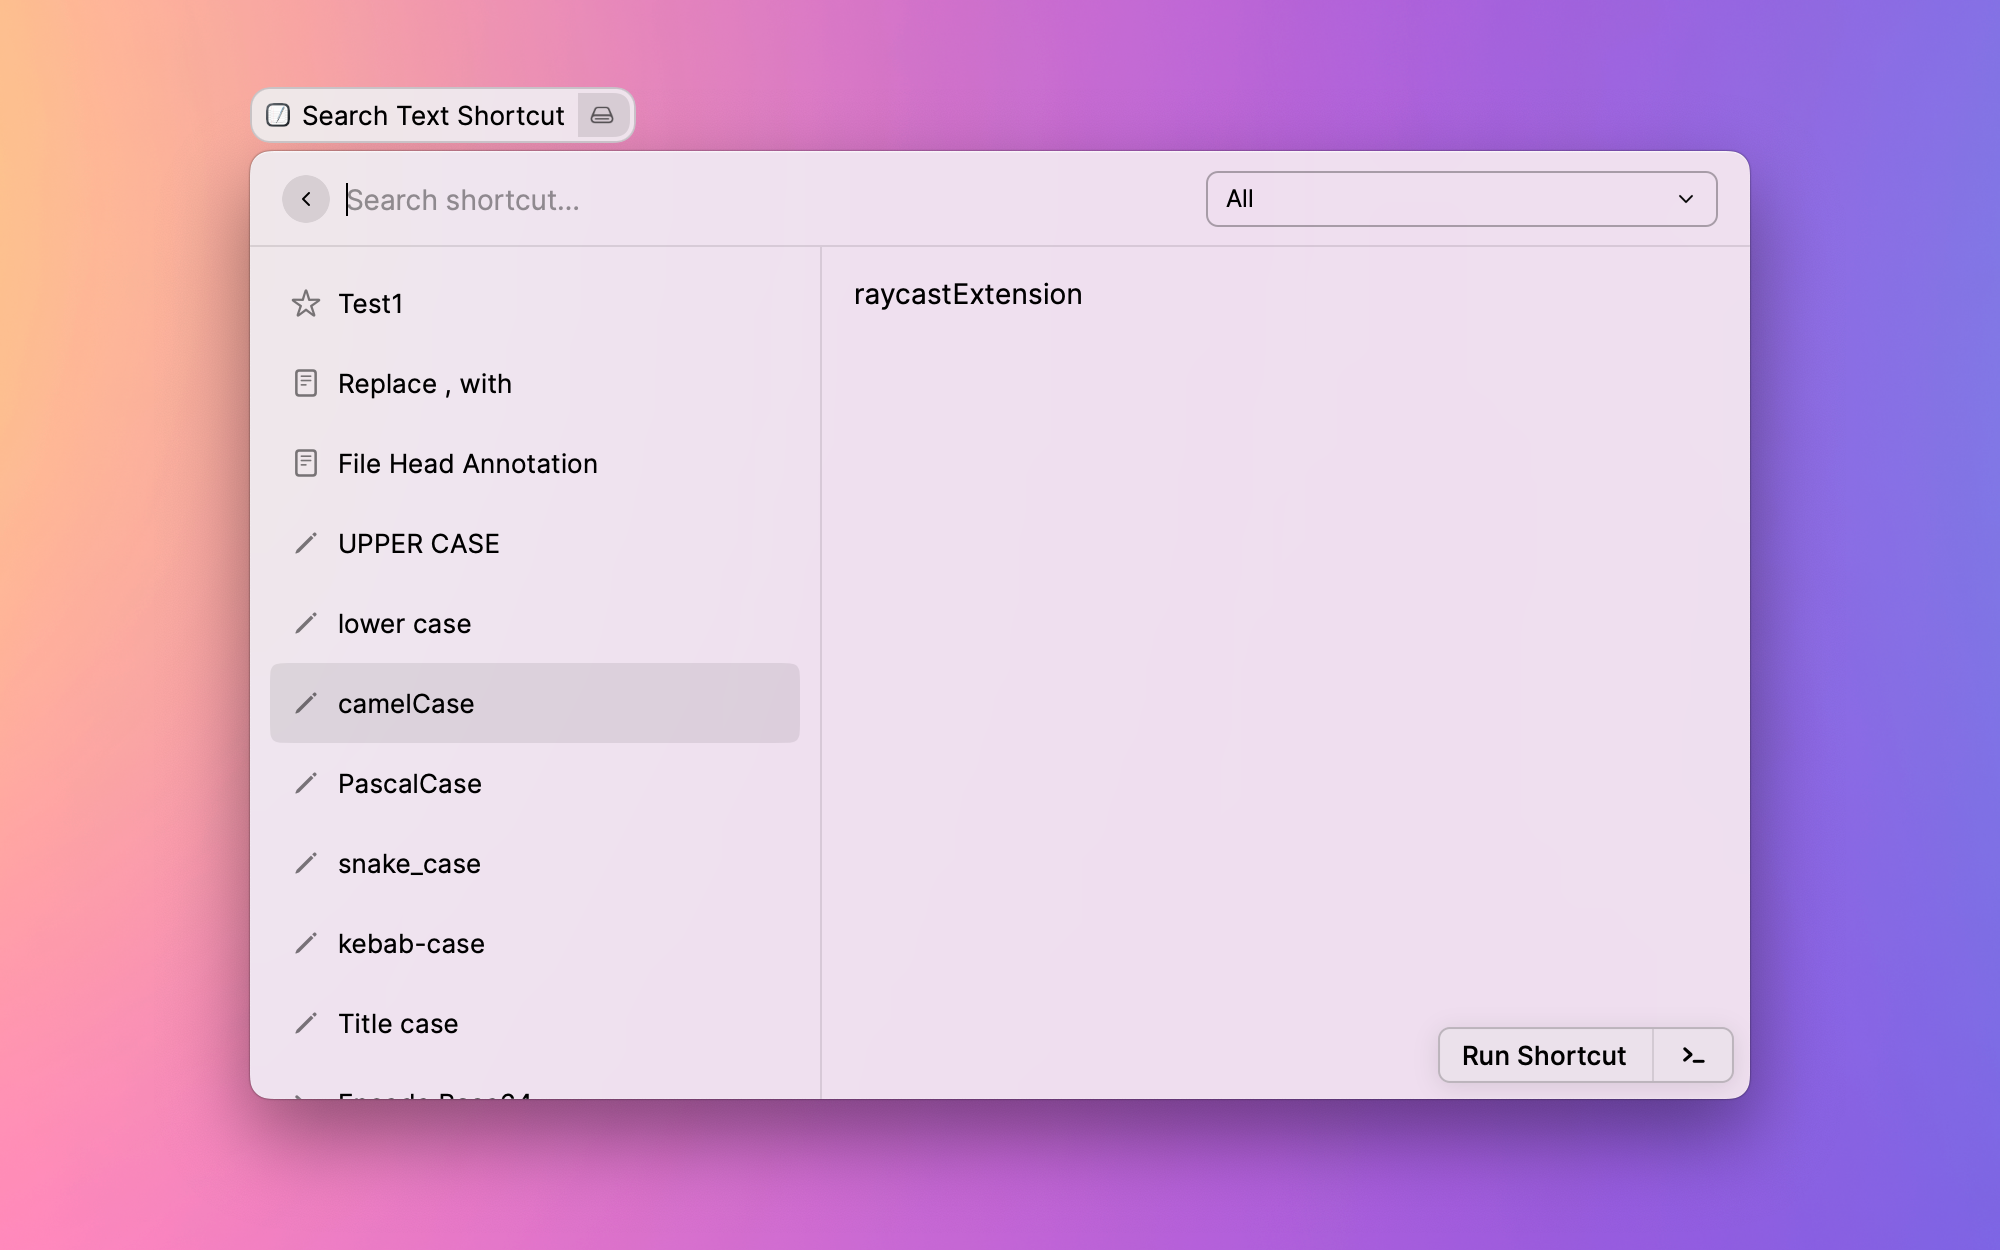 Search Text Shortcut
Search shortcut...
All
Test1
Replace , with
File Head Annotation
UPPER CASE
lower case
camelCase
PascalCase
snake_case
kebab-case
Title case
raycastExtension
Run Shortcut